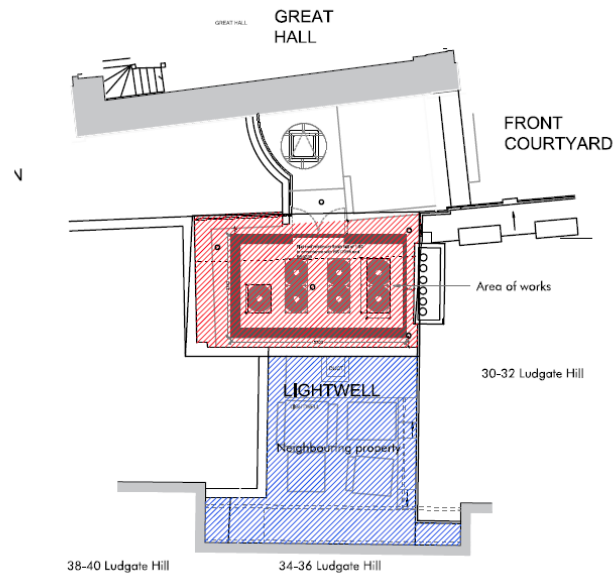 GREAT HALL
GREAT
HALL
FRONT
COURTYARD
Area of works
30-32 Ludgate Hill
LIGHTWELL
Neighbouring property
38-40 Ludgate Hill
34-36 Ludgate Hill